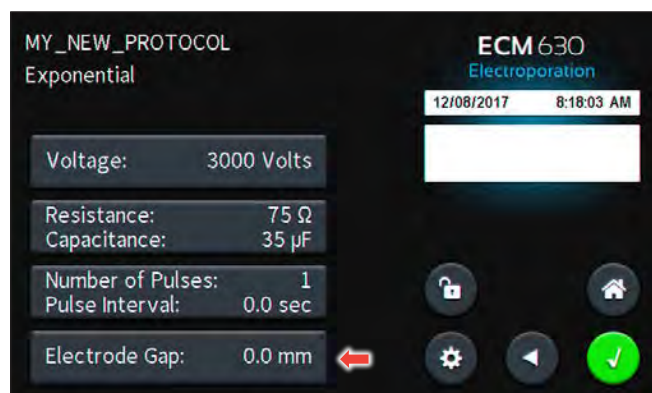 MY_NEW_PROTOCOL
Exponential
Voltage: 3000 Volts
Resistance: 75 Ω
Capacitance: 35 µF
Number of Pulses: 1
Pulse Interval: 0.0 sec
Electrode Gap: 0.0 mm
ECM 630
Electroporation
12/08/2017 8:18:03 AM